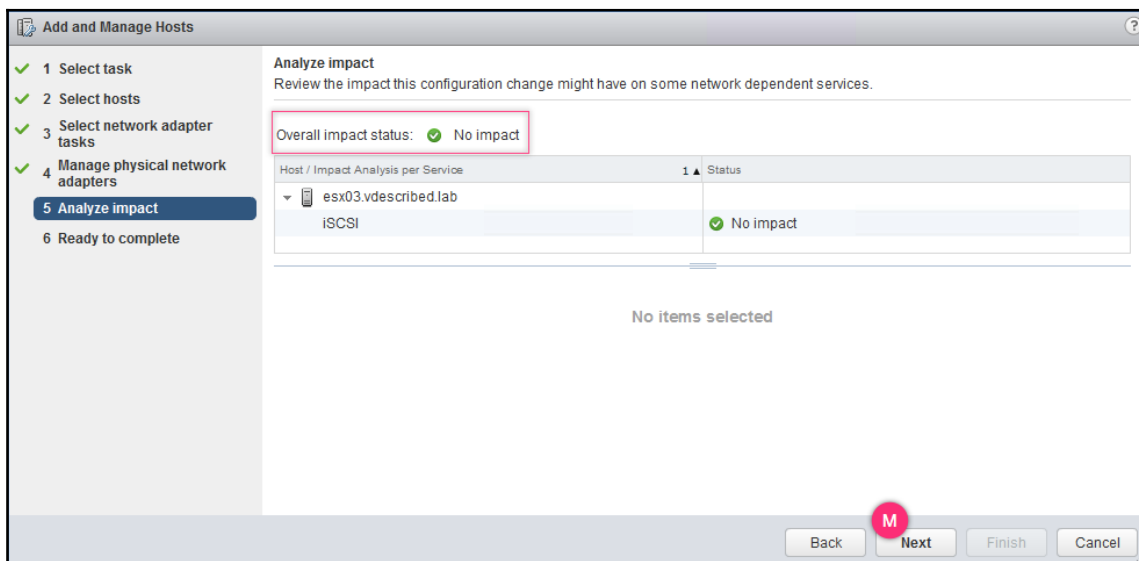 Add and Manage Hosts
?
1 Select task
2 Select hosts
3 Select network adapter
tasks
4 Manage physical network
adapters
5 Analyze impact
6 Ready to complete
Analyze impact
Review the impact this configuration change might have on some network dependent services.
Overall impact status: No impact
Host / Impact Analysis per Service 1 ▲ Status
esx03.vdescribed.lab
iSCSI No impact
No items selected
M
Back Next Finish Cancel